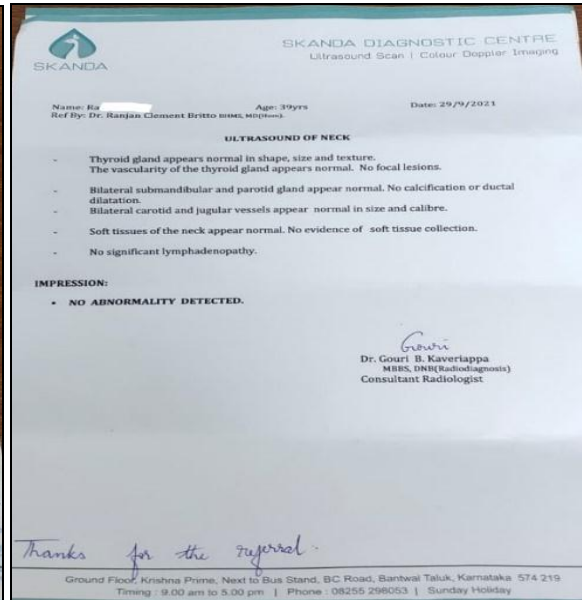 SKANDA
SKANDA DIAGNOSTIC CENTRE
Ultrasound Scan | Colour Doppler Imaging
Name: Ra Age: 39yrs Date: 29/9/2021
Ref By: Dr. Ranjan Clement Britto BHMS, MD(Hom).
ULTRASOUND OF NECK
- Thyroid gland appears normal in shape, size and texture.
The vascularity of the thyroid gland appears normal. No focal lesions.
- Bilateral submandibular and parotid gland appear normal. No calcification or ductal
dilatation.
- Bilateral carotid and jugular vessels appear normal in size and calibre.
- Soft tissues of the neck appear normal. No evidence of soft tissue collection.
- No significant lymphadenopathy.
IMPRESSION:
• NO ABNORMALITY DETECTED.
Gouri
Dr. Gouri B. Kaveriappa
MBBS, DNB(Radiodiagnosis)
Consultant Radiologist
Thanks for the referral.
Ground Floor, Krishna Prime, Next to Bus Stand, BC Road, Bantwal Taluk, Karnataka 574 219
Timing : 9.00 am to 5.00 pm | Phone : 08255 298053 | Sunday Holiday